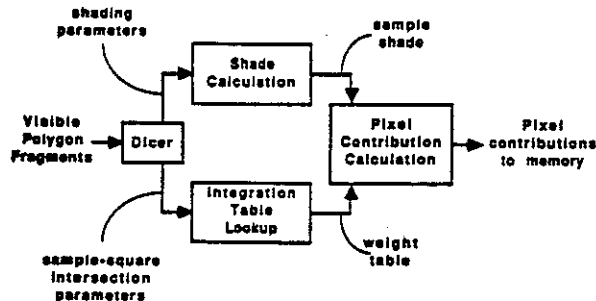 shading
parameters
sample
shade
Shade
Calculation
Visible
Polygon
Fragments
Dicer
Pixel
Contribution
Calculation
Pixel
contributions
to memory
Integration
Table
Lookup
sample-square
intersection
parameters
weight
table